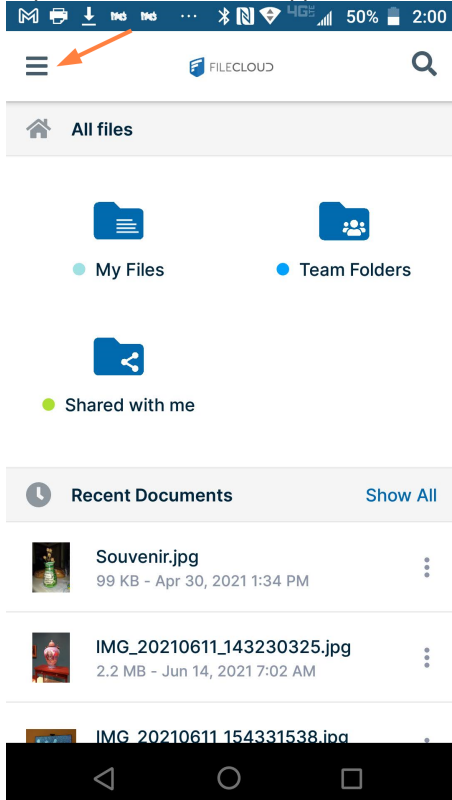 4G 50% 2:00
FILECLOUD
All files
My Files
Team Folders
Shared with me
Recent Documents Show All
Souvenir.jpg
99 KB - Apr 30, 2021 1:34 PM
IMG_20210611_143230325.jpg
2.2 MB - Jun 14, 2021 7:02 AM
IMG_20210611_154331538.jpg